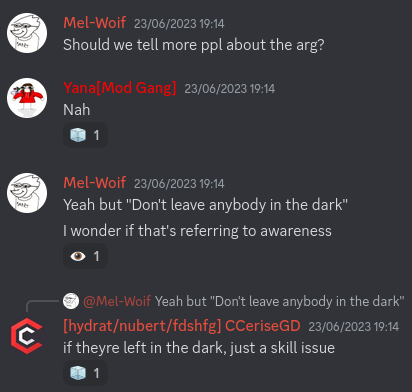 Mel-Woif 23/06/2023 19:14
Should we tell more ppl about the arg?
Yana[Mod Gang] 23/06/2023 19:14
Nah
1
Mel-Woif 23/06/2023 19:14
Yeah but "Don't leave anybody in the dark"
I wonder if that's referring to awareness
1
@Mel-Woif Yeah but "Don't leave anybody in the dark"
[hydrat/nubert/fdshfg] CCeriseGD 23/06/2023 19:14
if theyre left in the dark, just a skill issue
1